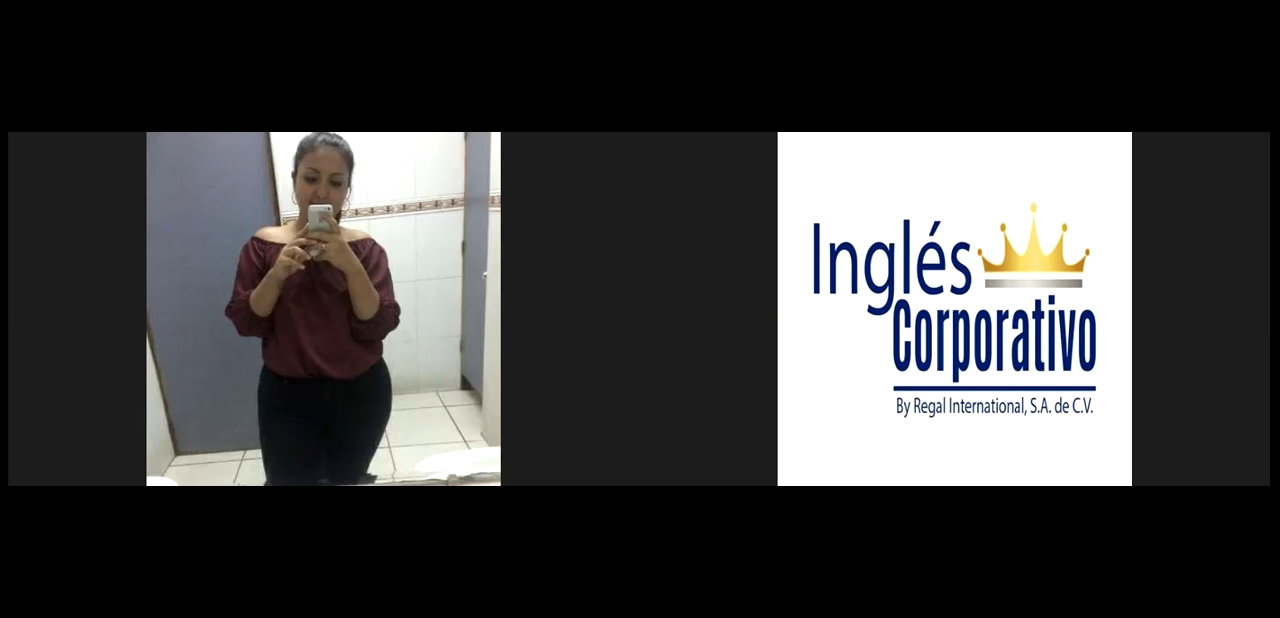 Inglés
Corporativo
By Regal International, S.A. de C.V.